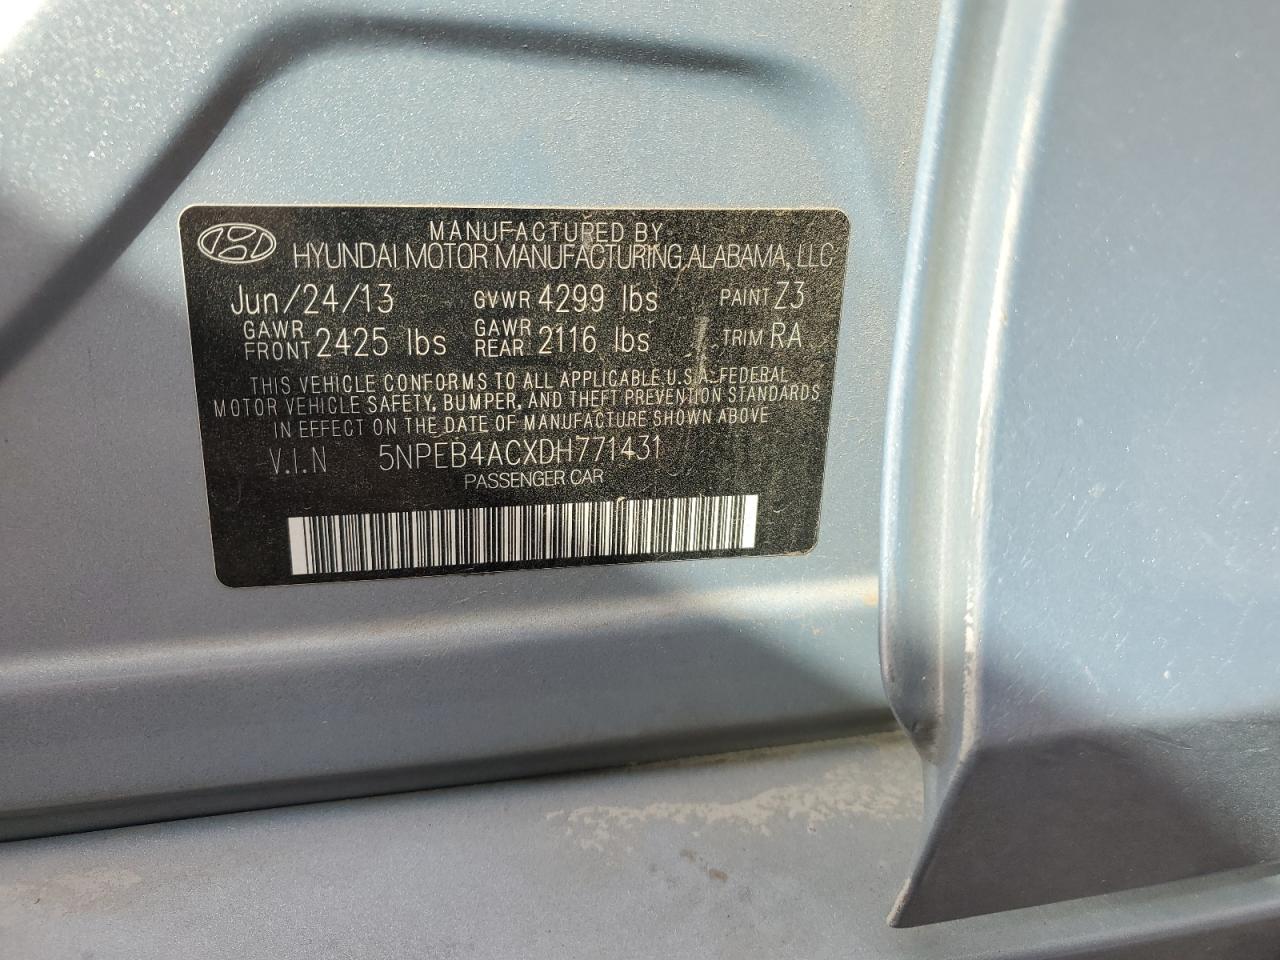 MANUFACTURED BY
HYUNDAI MOTOR MANUFACTURING ALABAMA, LLC
Jun/24/13 GVWR 4299 lbs PAINT Z3
GAWR FRONT 2425 lbs GAWR REAR 2116 lbs TRIM RA
THIS VEHICLE CONFORMS TO ALL APPLICABLE U.S.A. FEDERAL
MOTOR VEHICLE SAFETY, BUMPER, AND THEFT PREVENTION STANDARDS
IN EFFECT ON THE DATE OF MANUFACTURE SHOWN ABOVE
V.I.N 5NPEB4ACXDH771431
PASSENGER CAR